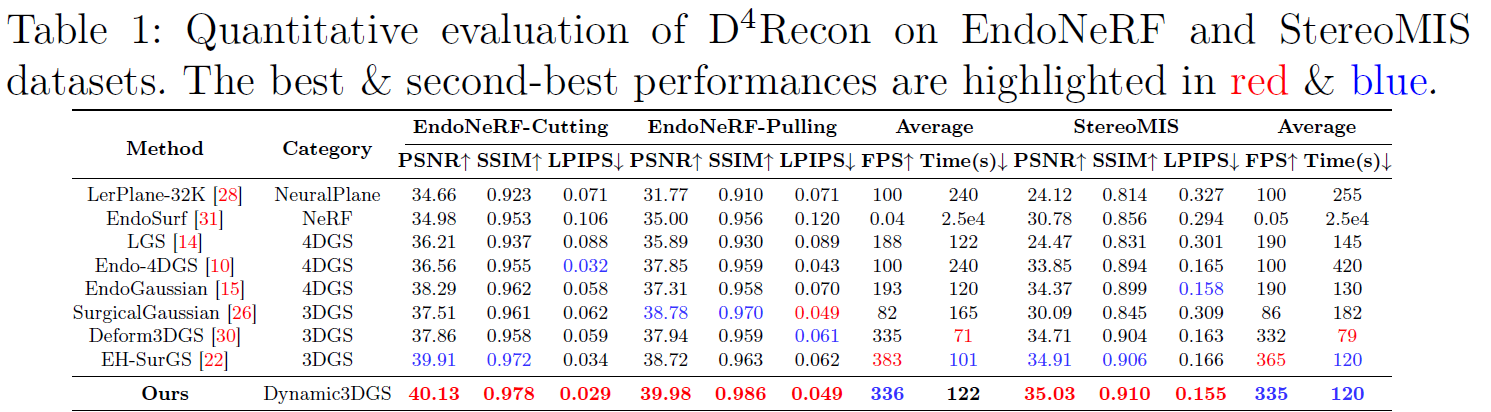 Table 1: Quantitative evaluation of D⁴Recon on EndoNeRF and StereoMIS
datasets. The best & second-best performances are highlighted in red & blue.
Method Category EndoNeRF-Cutting EndoNeRF-Pulling Average StereoMIS Average
PSNR↑ SSIM↑ LPIPS↓ PSNR↑ SSIM↑ LPIPS↓ FPS↑ Time(s)↓ PSNR↑ SSIM↑ LPIPS↓ FPS↑ Time(s)↓
LerPlane-32K [28] NeuralPlane 34.66 0.923 0.071 31.77 0.910 0.071 100 240 24.12 0.814 0.327 100 255
EndoSurf [31] NeRF 34.98 0.953 0.106 35.00 0.956 0.120 0.04 2.5e4 30.78 0.856 0.294 0.05 2.5e4
LGS [14] 4DGS 36.21 0.937 0.088 35.89 0.930 0.089 188 122 24.47 0.831 0.301 190 145
Endo-4DGS [10] 4DGS 36.56 0.955 0.032 37.85 0.959 0.043 100 240 33.85 0.894 0.165 100 420
EndoGaussian [15] 4DGS 38.29 0.962 0.058 37.31 0.958 0.070 193 120 34.37 0.899 0.158 190 130
SurgicalGaussian [26] 3DGS 37.51 0.961 0.062 38.78 0.970 0.049 82 165 30.09 0.845 0.309 86 182
Deform3DGS [30] 3DGS 37.86 0.958 0.059 37.94 0.959 0.061 335 71 34.71 0.904 0.163 332 79
EH-SurGS [22] 3DGS 39.91 0.972 0.034 38.72 0.963 0.062 383 101 34.91 0.906 0.166 365 120
Ours Dynamic3DGS 40.13 0.978 0.029 39.98 0.986 0.049 336 122 35.03 0.910 0.155 335 120